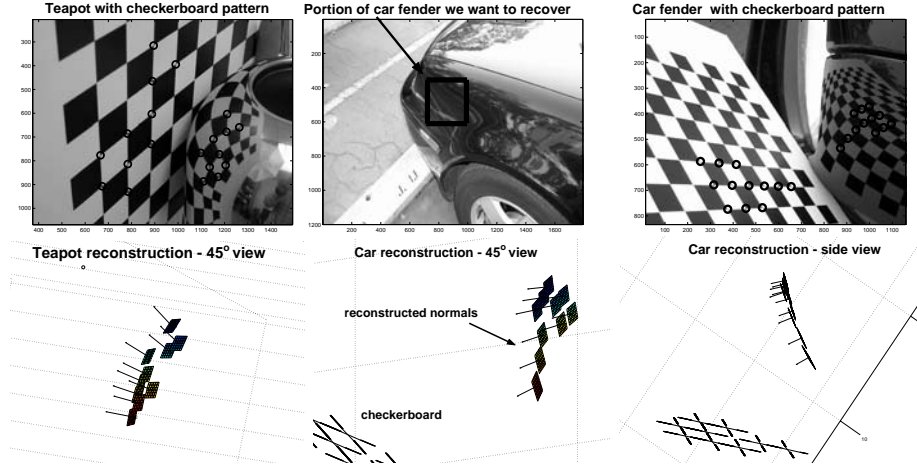 Teapot with checkerboard pattern
Portion of car fender we want to recover
Car fender with checkerboard pattern
300
400
500
600
700
800
900
1000
400 500 600 700 800 900 1000 1100 1200 1300 1400
0
200
400
600
800
1000
1200
0 200 400 600 800 1000 1200 1400 1600
100
200
300
400
500
600
700
800
100 200 300 400 500 600 700 800 900 1000 1100
Teapot reconstruction - 45° view
Car reconstruction - 45° view
Car reconstruction - side view
reconstructed normals
checkerboard
10